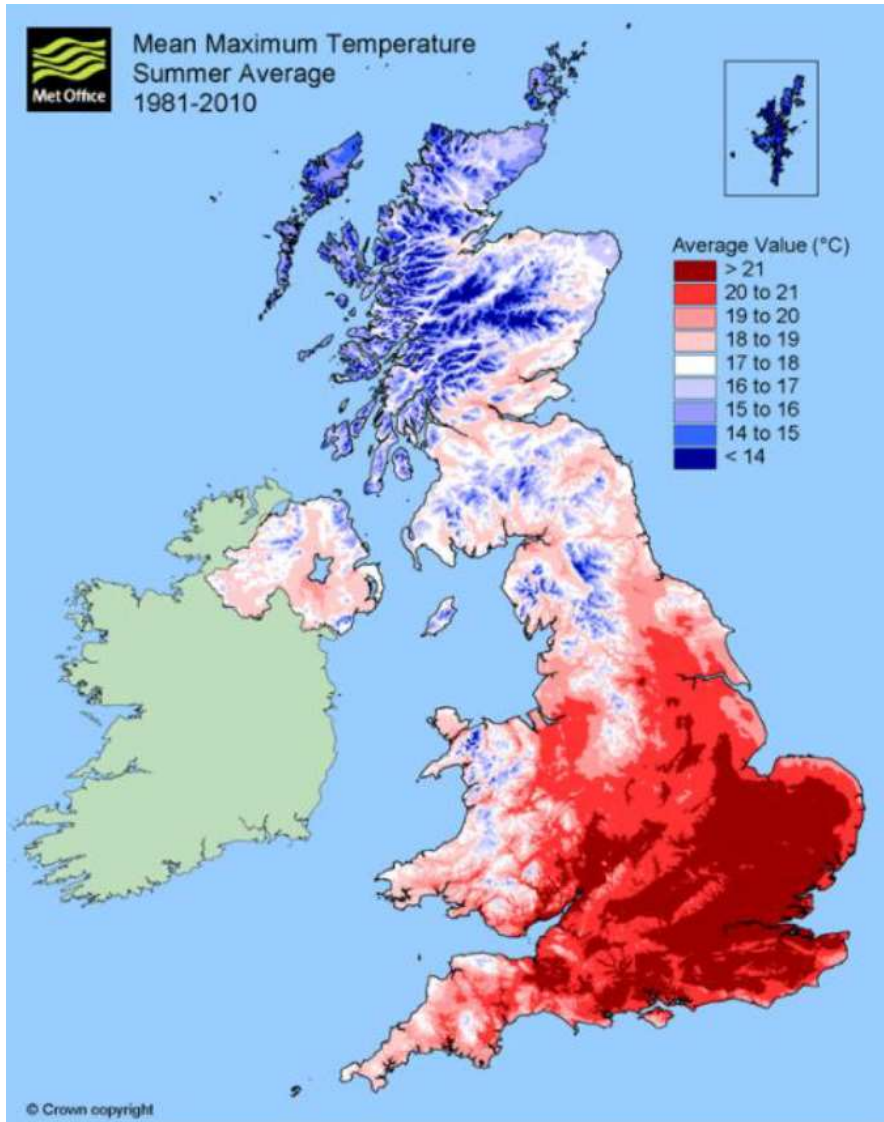 Met Office
Mean Maximum Temperature
Summer Average
1981-2010
Average Value (°C)
> 21
20 to 21
19 to 20
18 to 19
17 to 18
16 to 17
15 to 16
14 to 15
< 14
© Crown copyright